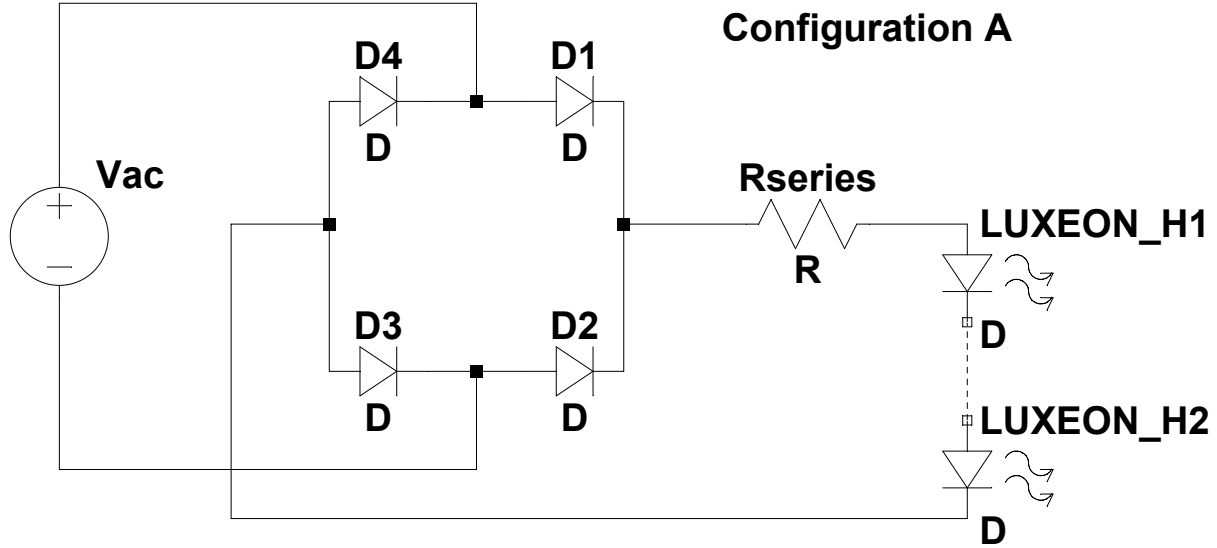 Configuration A
D4
D1
D
D
Vac
+
−
Rseries
R
LUXEON_H1
D
D3
D2
D
D
LUXEON_H2
D